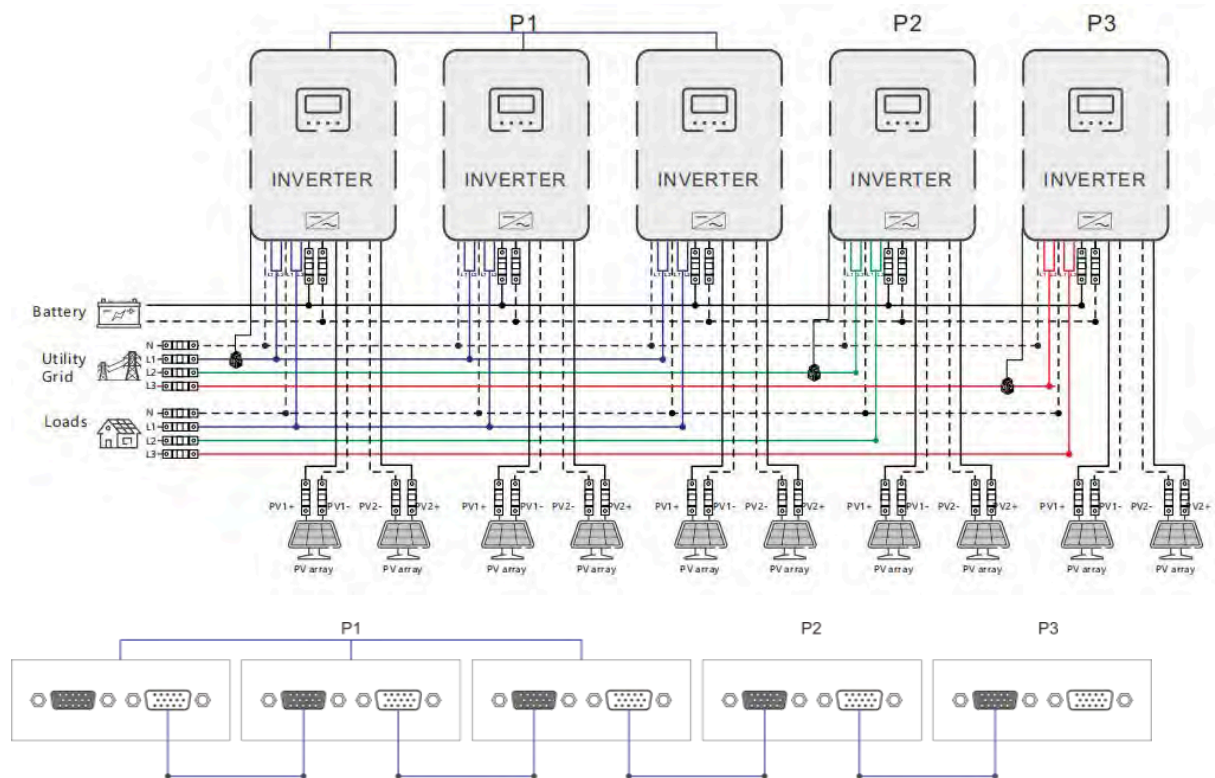 P1 P2 P3
INVERTER INVERTER INVERTER INVERTER INVERTER
Battery
Utility
Grid
N
L1
L2
L3
Loads
N
L1
L2
L3
PV1+ PV1- PV2- PV2+ PV1+ PV1- PV2- PV2+ PV1+ PV1- PV2- PV2+ PV1+ PV1- PV2- PV2+ PV1+ PV1- PV2- PV2+
PV array PV array PV array PV array PV array PV array PV array PV array PV array PV array
P1 P2 P3